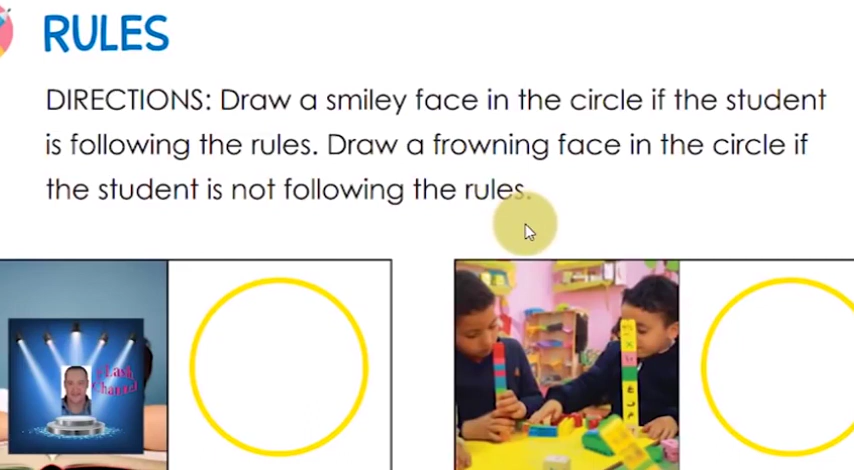 RULES
DIRECTIONS: Draw a smiley face in the circle if the student
is following the rules. Draw a frowning face in the circle if
the student is not following the rules.
Last
Channel